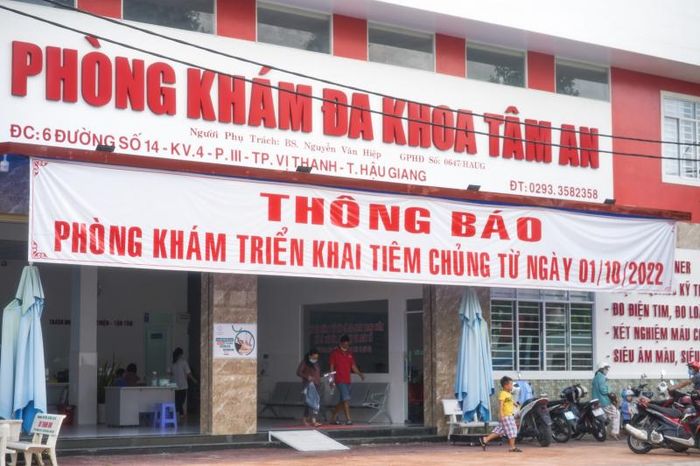 PHÒNG KHÁM ĐA KHOA TÂM AN
Người Phụ Trách: BS. Nguyễn Văn Hiệp GPHĐ Số: 0647/HAUG
ĐC: 6 ĐƯỜNG SỐ 14 - KV.4 - P. III - TP. VỊ THANH - T. HẬU GIANG
ĐT: 0293.3582358
THÔNG BÁO
PHÒNG KHÁM TRIỂN KHAI TIÊM CHỦNG TỪ NGÀY 01/10/2022
NER
, KỸ T
ĐO ĐIỆN TIM, ĐO LO
- XÉT NGHIỆM MÁU C
- SIÊU ÂM MÀU, SIÊU